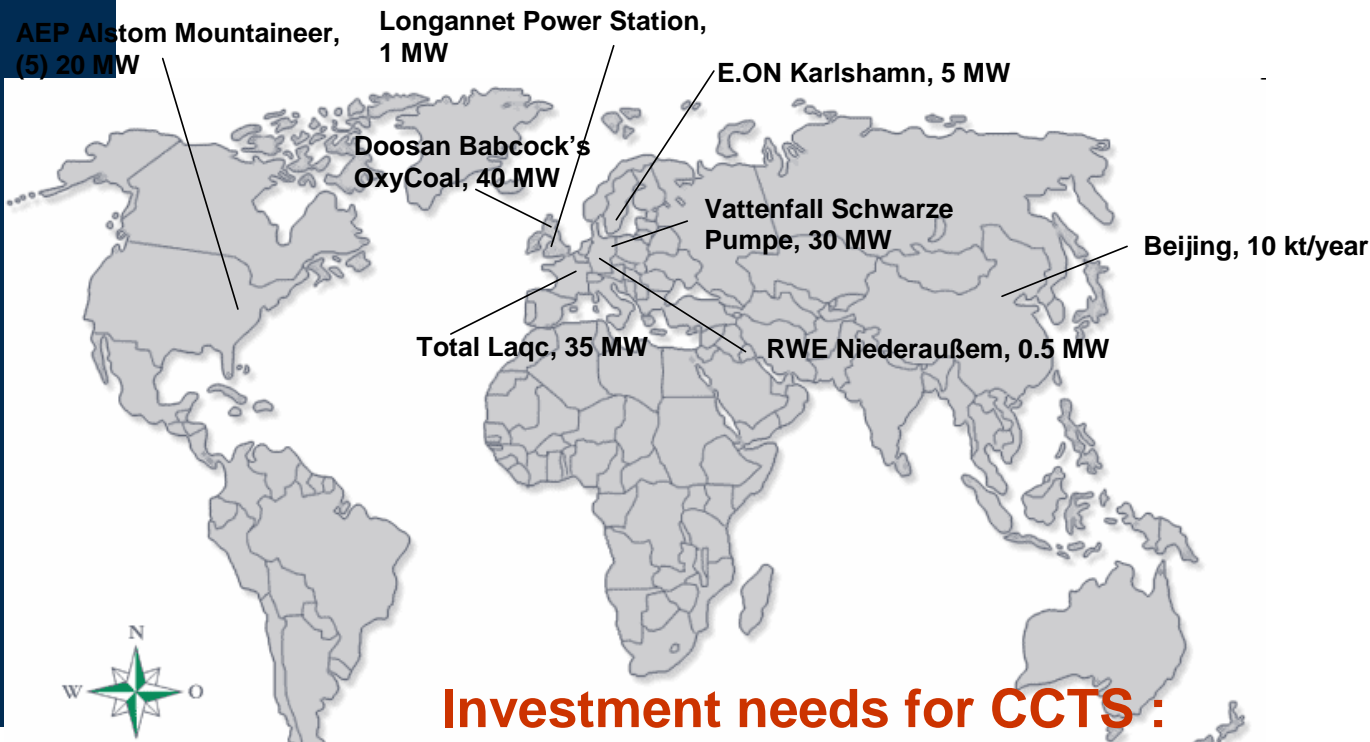 AEP Alstom Mountaineer,
(5) 20 MW
Longannet Power Station,
1 MW
E.ON Karlshamn, 5 MW
Doosan Babcock's
OxyCoal, 40 MW
Vattenfall Schwarze
Pumpe, 30 MW
Beijing, 10 kt/year
Total Laqc, 35 MW
RWE Niederaußem, 0.5 MW
N
W
O
Investment needs for CCTS :